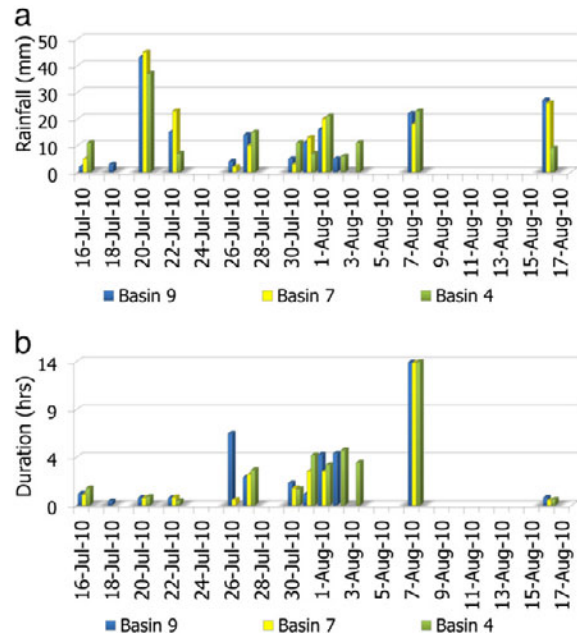 a
Rainfall (mm)
50
40
30
20
10
0
16-Jul-10
18-Jul-10
20-Jul-10
22-Jul-10
24-Jul-10
26-Jul-10
28-Jul-10
30-Jul-10
1-Aug-10
3-Aug-10
5-Aug-10
7-Aug-10
9-Aug-10
11-Aug-10
13-Aug-10
15-Aug-10
17-Aug-10
Basin 9 Basin 7 Basin 4
b
Duration (hrs)
14
9
4
0
16-Jul-10
18-Jul-10
20-Jul-10
22-Jul-10
24-Jul-10
26-Jul-10
28-Jul-10
30-Jul-10
1-Aug-10
3-Aug-10
5-Aug-10
7-Aug-10
9-Aug-10
11-Aug-10
13-Aug-10
15-Aug-10
17-Aug-10
Basin 9 Basin 7 Basin 4